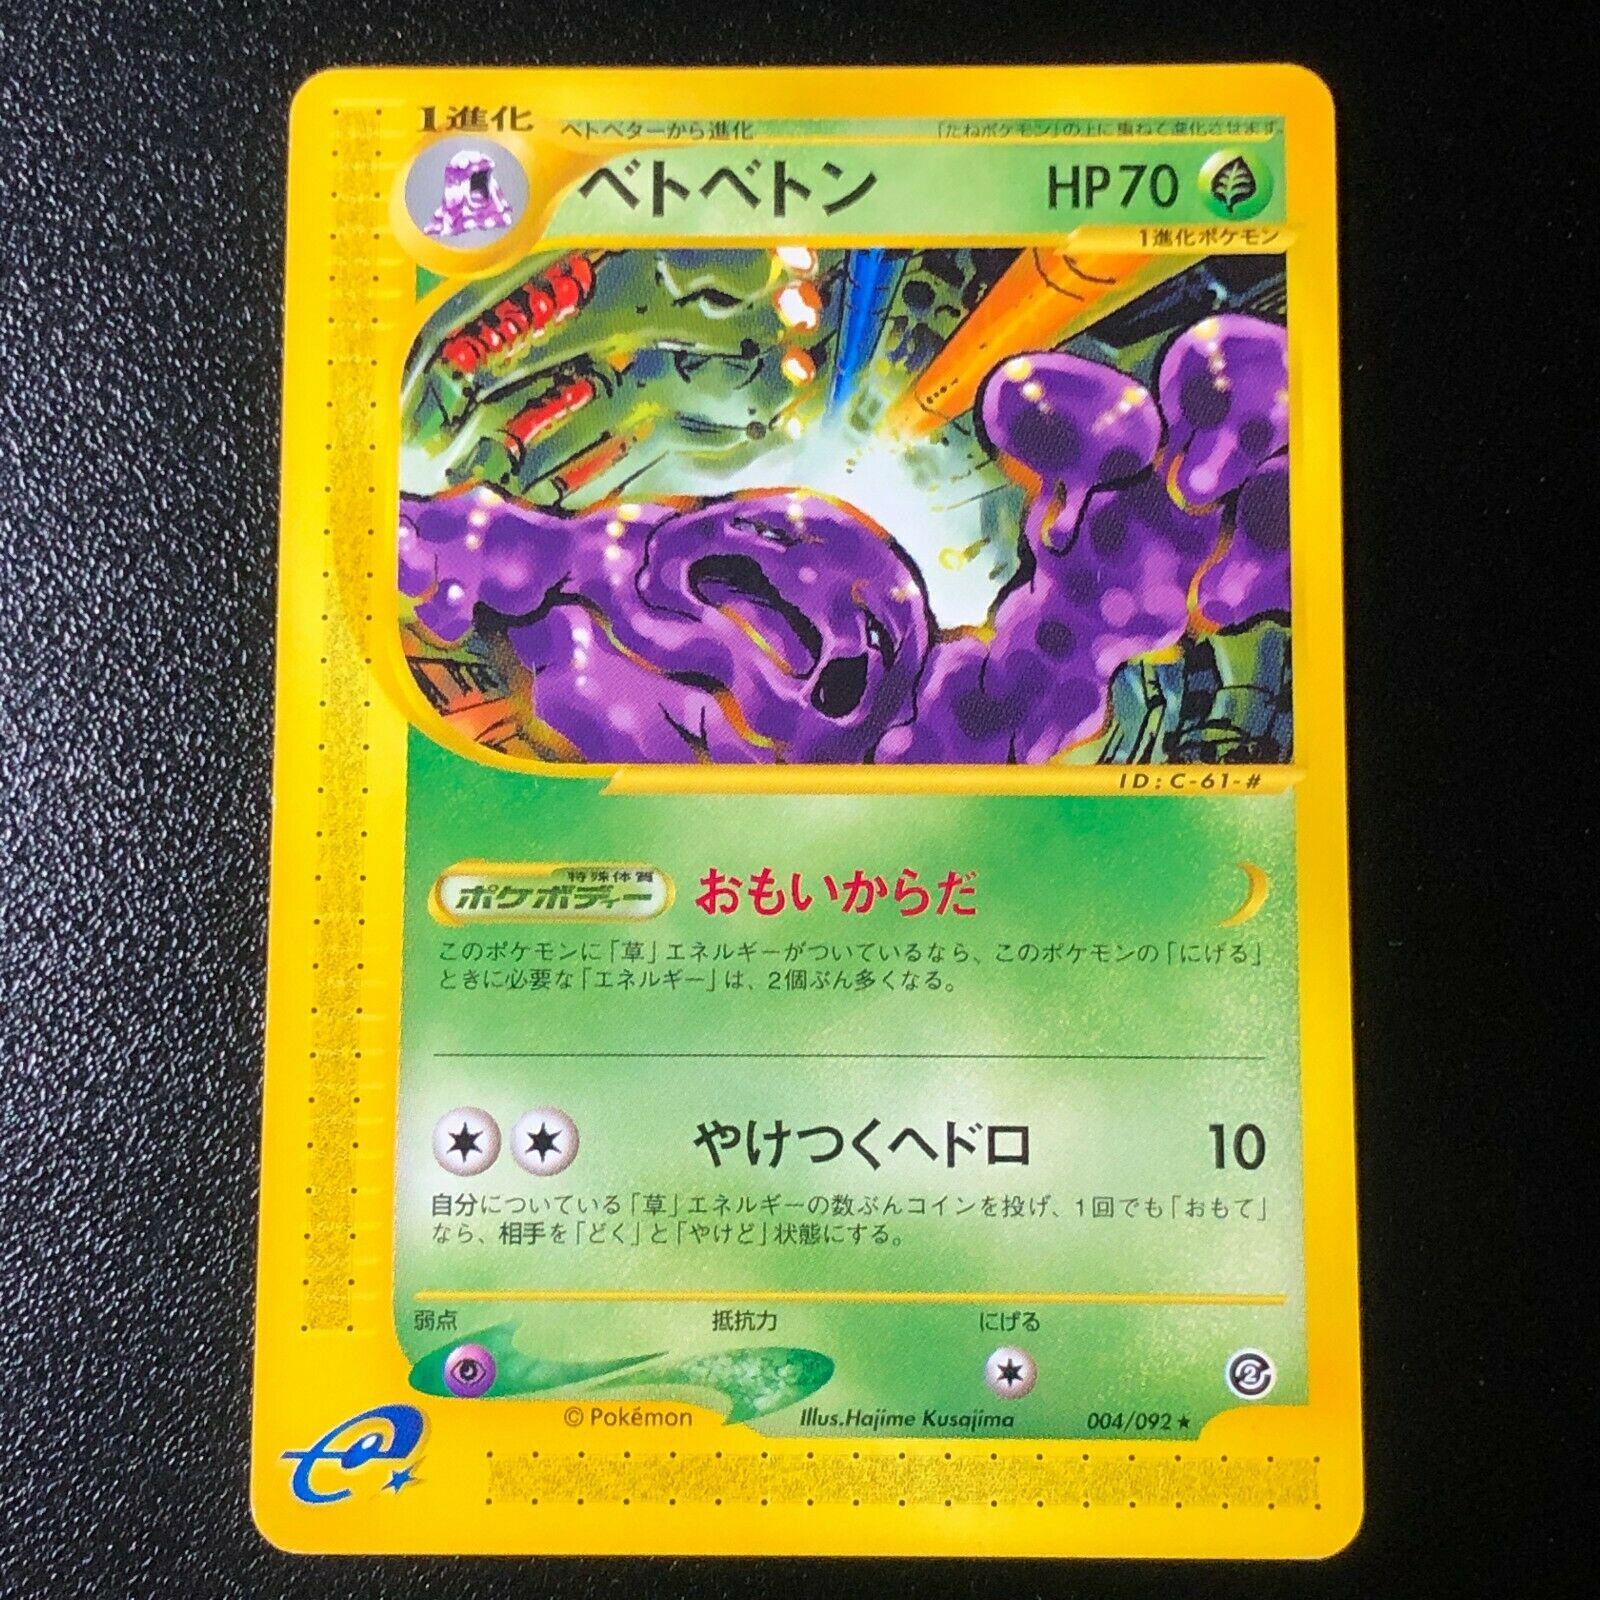 1進化
ベトベターから進化
「たねポケモン」の上に重ねて進化させます。
ベトベトン
HP70
1進化ポケモン
ID:C-61-#
特殊体質
ポケボディー
おもいからだ
このポケモンに「草」エネルギーがついているなら、このポケモンの「にげる」
ときに必要な「エネルギー」は、2個ぶん多くなる。
やけつくヘドロ 10
自分についている「草」エネルギーの数ぶんコインを投げ、1回でも「おもて」
なら、相手を「どく」と「やけど」状態にする。
弱点 抵抗力 にげる
2
© Pokémon Illus.Hajime Kusajima 004/092★
e